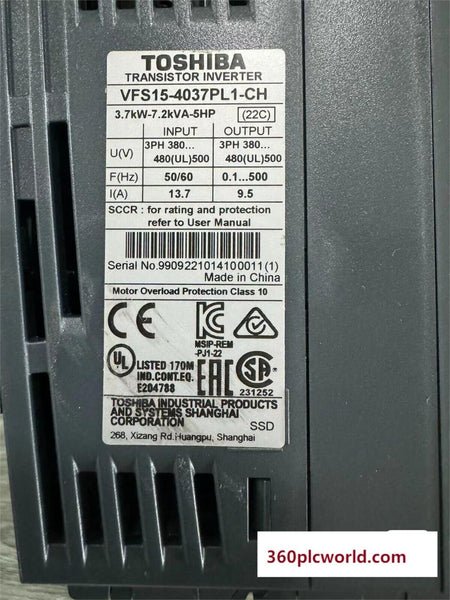 TOSHIBA
TRANSISTOR INVERTER
VFS15-4037PL1-CH
3.7kW-7.2kVA-5HP (22C)
INPUT OUTPUT
U(V) 3PH 380... 480(UL)500 3PH 380... 480(UL)500
F(Hz) 50/60 0.1...500
I(A) 13.7 9.5
SCCR : for rating and protection
refer to User Manual
Serial No.9909221014100011(1)
Made in China
Motor Overload Protection Class 10
CE
MSIP-REM
-PJ1-22
UL LISTED 170M
IND.CONT.EQ.
E204788
EAC
SA
231252
TOSHIBA INDUSTRIAL PRODUCTS
AND SYSTEMS SHANGHAI
CORPORATION
SSD
268, Xizang Rd.Huangpu, Shanghai
360plcworld.com